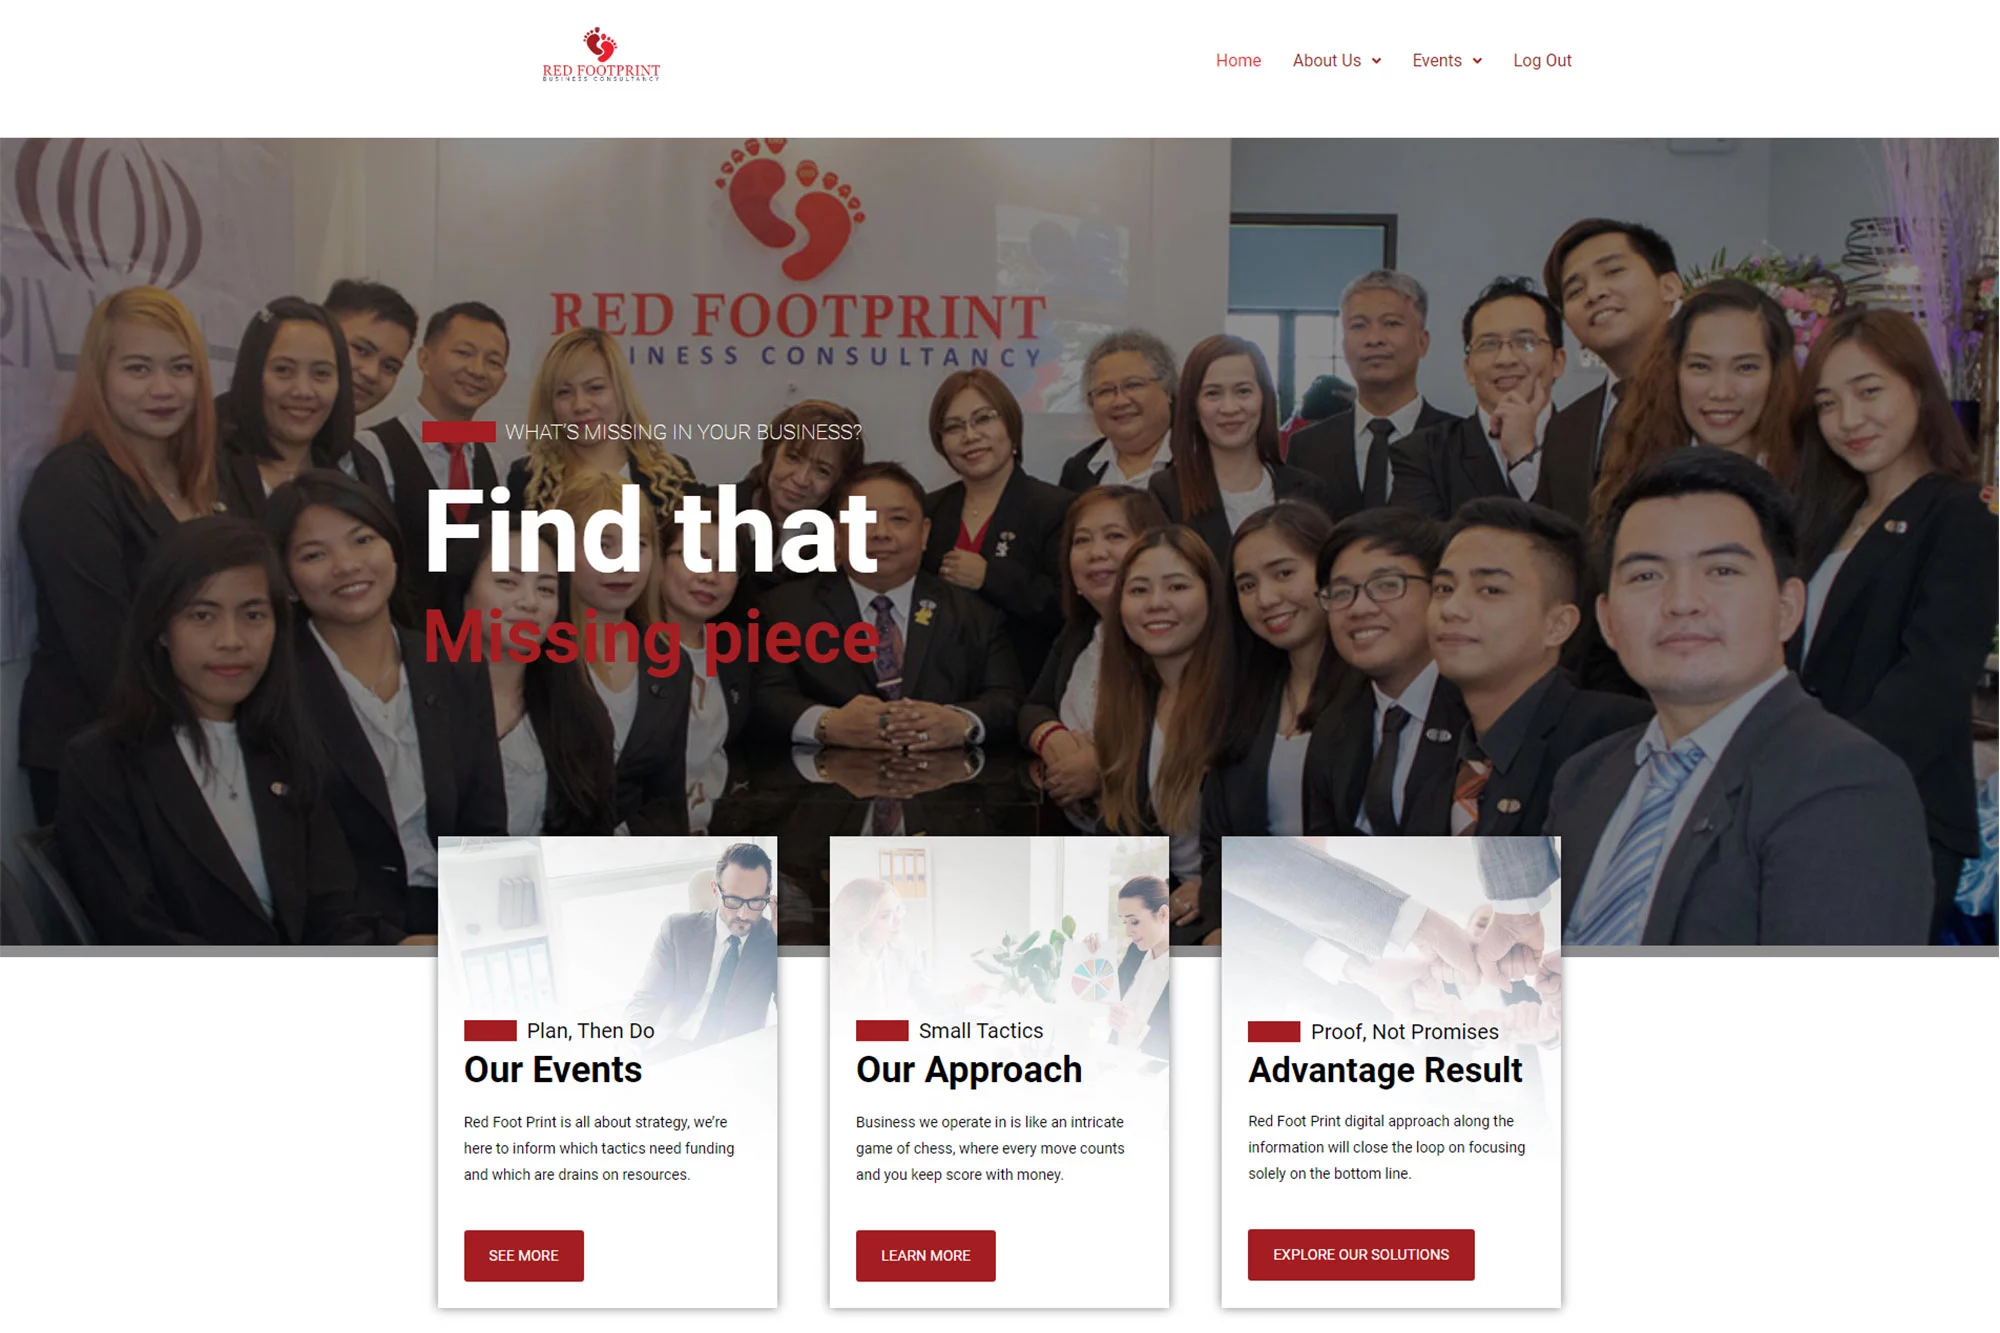 RED FOOTPRINT
BUSINESS CONSULTANCY
Home
About Us
Events
Log Out
RED FOOTPRINT
INESS CONSULTANCY
WHAT'S MISSING IN YOUR BUSINESS?
Find that
Missing piece
Plan, Then Do
Our Events
Red Foot Print is all about strategy, we're
here to inform which tactics need funding
and which are drains on resources.
SEE MORE
Small Tactics
Our Approach
Business we operate in is like an intricate
game of chess, where every move counts
and you keep score with money.
LEARN MORE
Proof, Not Promises
Advantage Result
Red Foot Print digital approach along the
information will close the loop on focusing
solely on the bottom line.
EXPLORE OUR SOLUTIONS